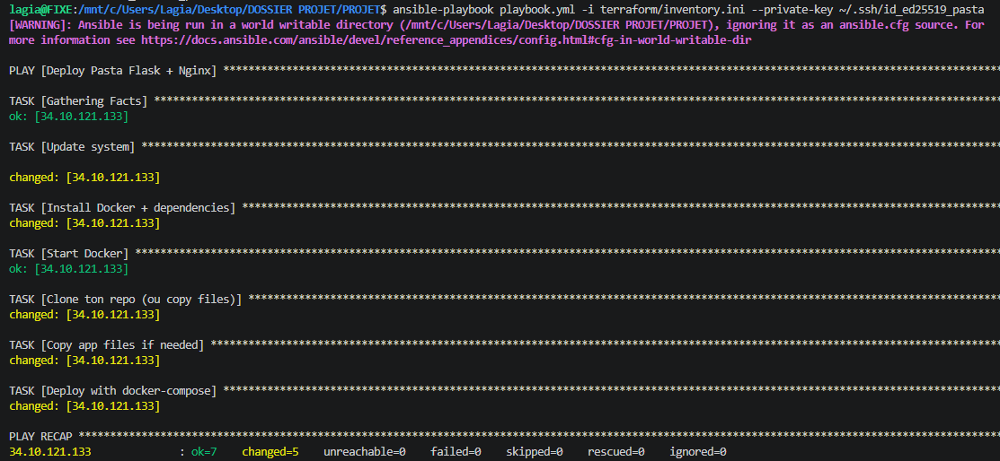 lagia@FIXE:/mnt/c/Users/Lagia/Desktop/DOSSIER PROJET/PROJET$ ansible-playbook playbook.yml -i terraform/inventory.ini --private-key ~/.ssh/id_ed25519_pasta
[WARNING]: Ansible is being run in a world writable directory (/mnt/c/Users/Lagia/Desktop/DOSSIER PROJET/PROJET), ignoring it as an ansible.cfg source. For
more information see https://docs.ansible.com/ansible/devel/reference_appendices/config.html#cfg-in-world-writable-dir
PLAY [Deploy Pasta Flask + Nginx] ****************************************************************************************************************************
TASK [Gathering Facts] ***************************************************************************************************************************************
ok: [34.10.121.133]
TASK [Update system] *****************************************************************************************************************************************
changed: [34.10.121.133]
TASK [Install Docker + dependencies] *************************************************************************************************************************
changed: [34.10.121.133]
TASK [Start Docker] ******************************************************************************************************************************************
ok: [34.10.121.133]
TASK [Clone ton repo (ou copy files)] ************************************************************************************************************************
changed: [34.10.121.133]
TASK [Copy app files if needed] ******************************************************************************************************************************
changed: [34.10.121.133]
TASK [Deploy with docker-compose] ****************************************************************************************************************************
changed: [34.10.121.133]
PLAY RECAP ***************************************************************************************************************************************************
34.10.121.133 : ok=7 changed=5 unreachable=0 failed=0 skipped=0 rescued=0 ignored=0